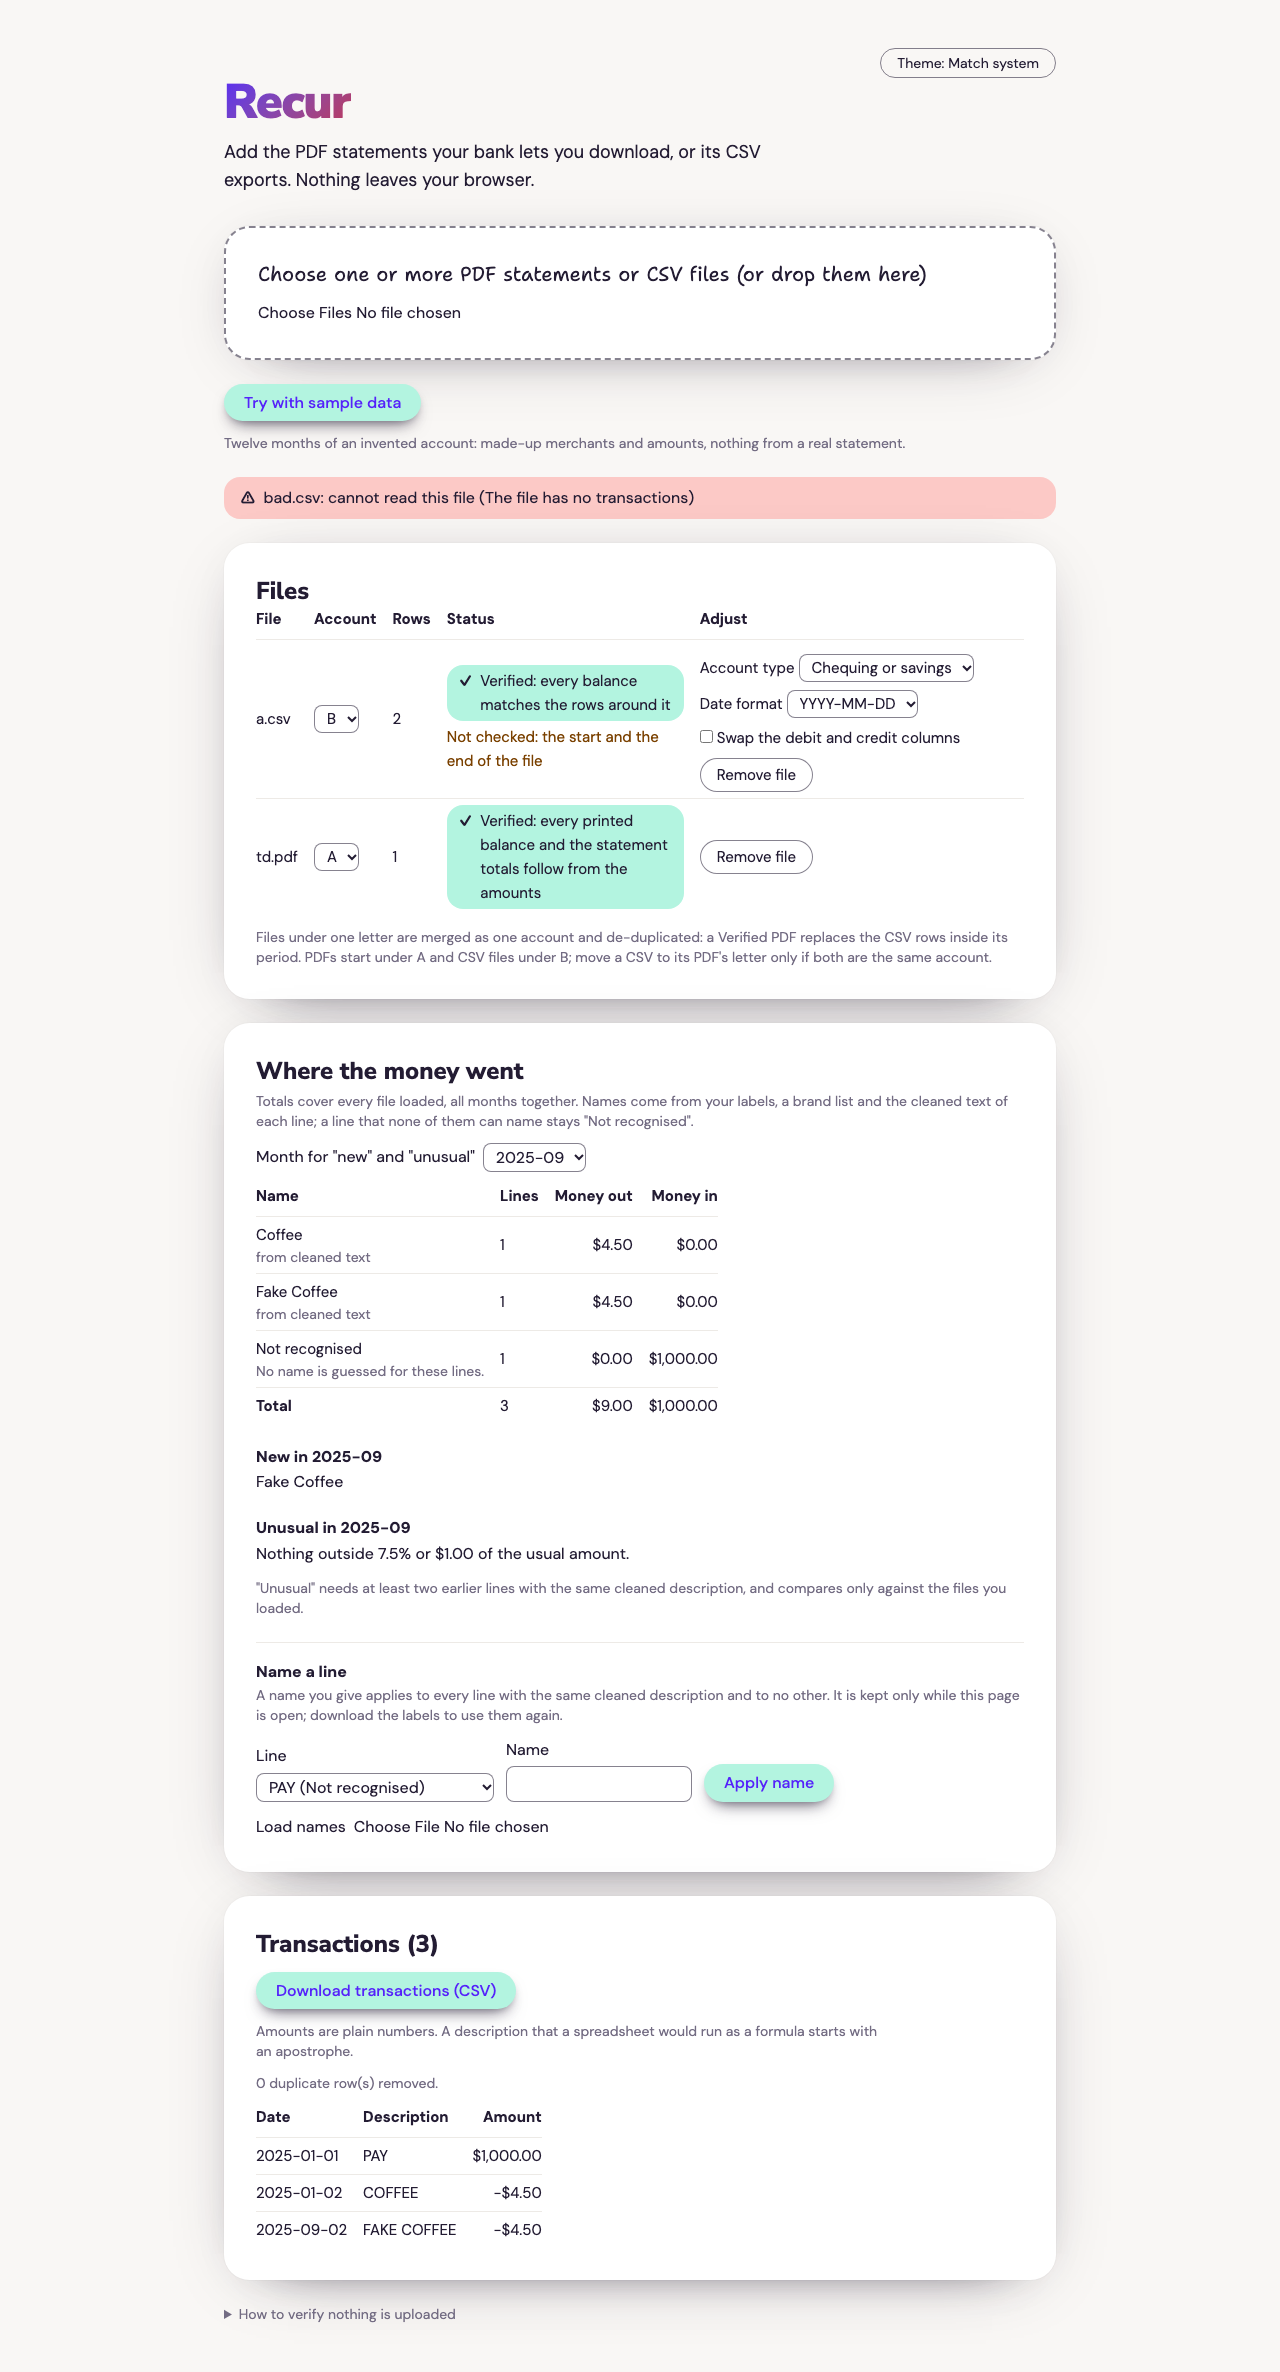 Theme: Match system
Recur
Add the PDF statements your bank lets you download, or its CSV
exports. Nothing leaves your browser.
Choose one or more PDF statements or CSV files (or drop them here)
Choose Files No file chosen
Try with sample data
Twelve months of an invented account: made-up merchants and amounts, nothing from a real statement.
bad.csv: cannot read this file (The file has no transactions)
Files
File Account Rows Status Adjust
a.csv B 2
Verified: every balance
matches the rows around it
Not checked: the start and the
end of the file
Account type Chequing or savings
Date format YYYY-MM-DD
Swap the debit and credit columns
Remove file
td.pdf A 1
Verified: every printed
balance and the statement
totals follow from the
amounts
Remove file
Files under one letter are merged as one account and de-duplicated: a Verified PDF replaces the CSV rows inside its
period. PDFs start under A and CSV files under B; move a CSV to its PDF's letter only if both are the same account.
Where the money went
Totals cover every file loaded, all months together. Names come from your labels, a brand list and the cleaned text of
each line; a line that none of them can name stays "Not recognised".
Month for "new" and "unusual" 2025-09
Name Lines Money out Money in
Coffee
from cleaned text
1 $4.50 $0.00
Fake Coffee
from cleaned text
1 $4.50 $0.00
Not recognised
No name is guessed for these lines.
1 $0.00 $1,000.00
Total 3 $9.00 $1,000.00
New in 2025-09
Fake Coffee
Unusual in 2025-09
Nothing outside 7.5% or $1.00 of the usual amount.
"Unusual" needs at least two earlier lines with the same cleaned description, and compares only against the files you
loaded.
Name a line
A name you give applies to every line with the same cleaned description and to no other. It is kept only while this page
is open; download the labels to use them again.
Line
PAY (Not recognised)
Name
Apply name
Load names Choose File No file chosen
Transactions (3)
Download transactions (CSV)
Amounts are plain numbers. A description that a spreadsheet would run as a formula starts with
an apostrophe.
0 duplicate row(s) removed.
Date Description Amount
2025-01-01 PAY $1,000.00
2025-01-02 COFFEE -$4.50
2025-09-02 FAKE COFFEE -$4.50
How to verify nothing is uploaded